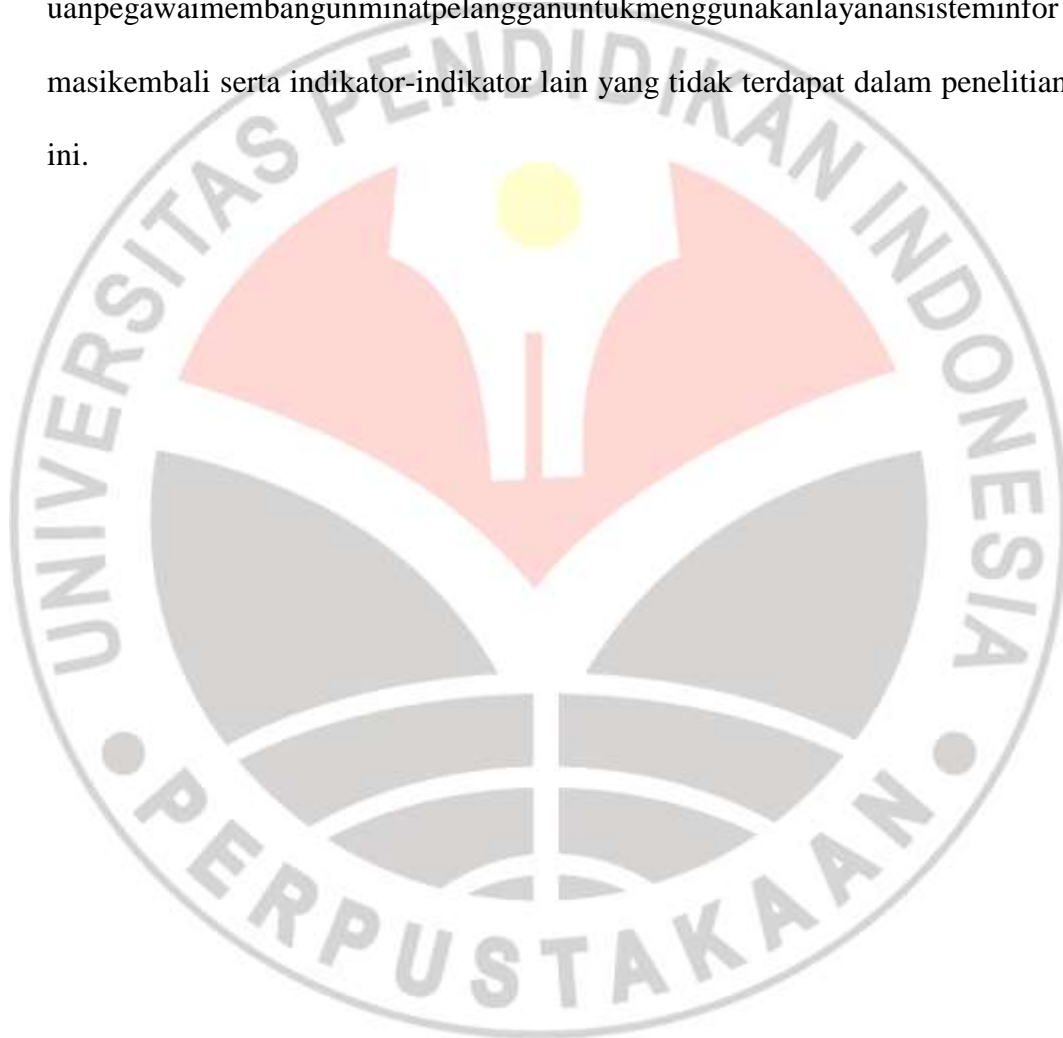 uanpegawaimembangunminatpelangganuntukmenggunakanlayanansisteminfor
masikembali serta indikator-indikator lain yang tidak terdapat dalam penelitian
ini.
UNIVERSITAS PENDIDIKAN INDONESIA
PERPUSTAKAAN